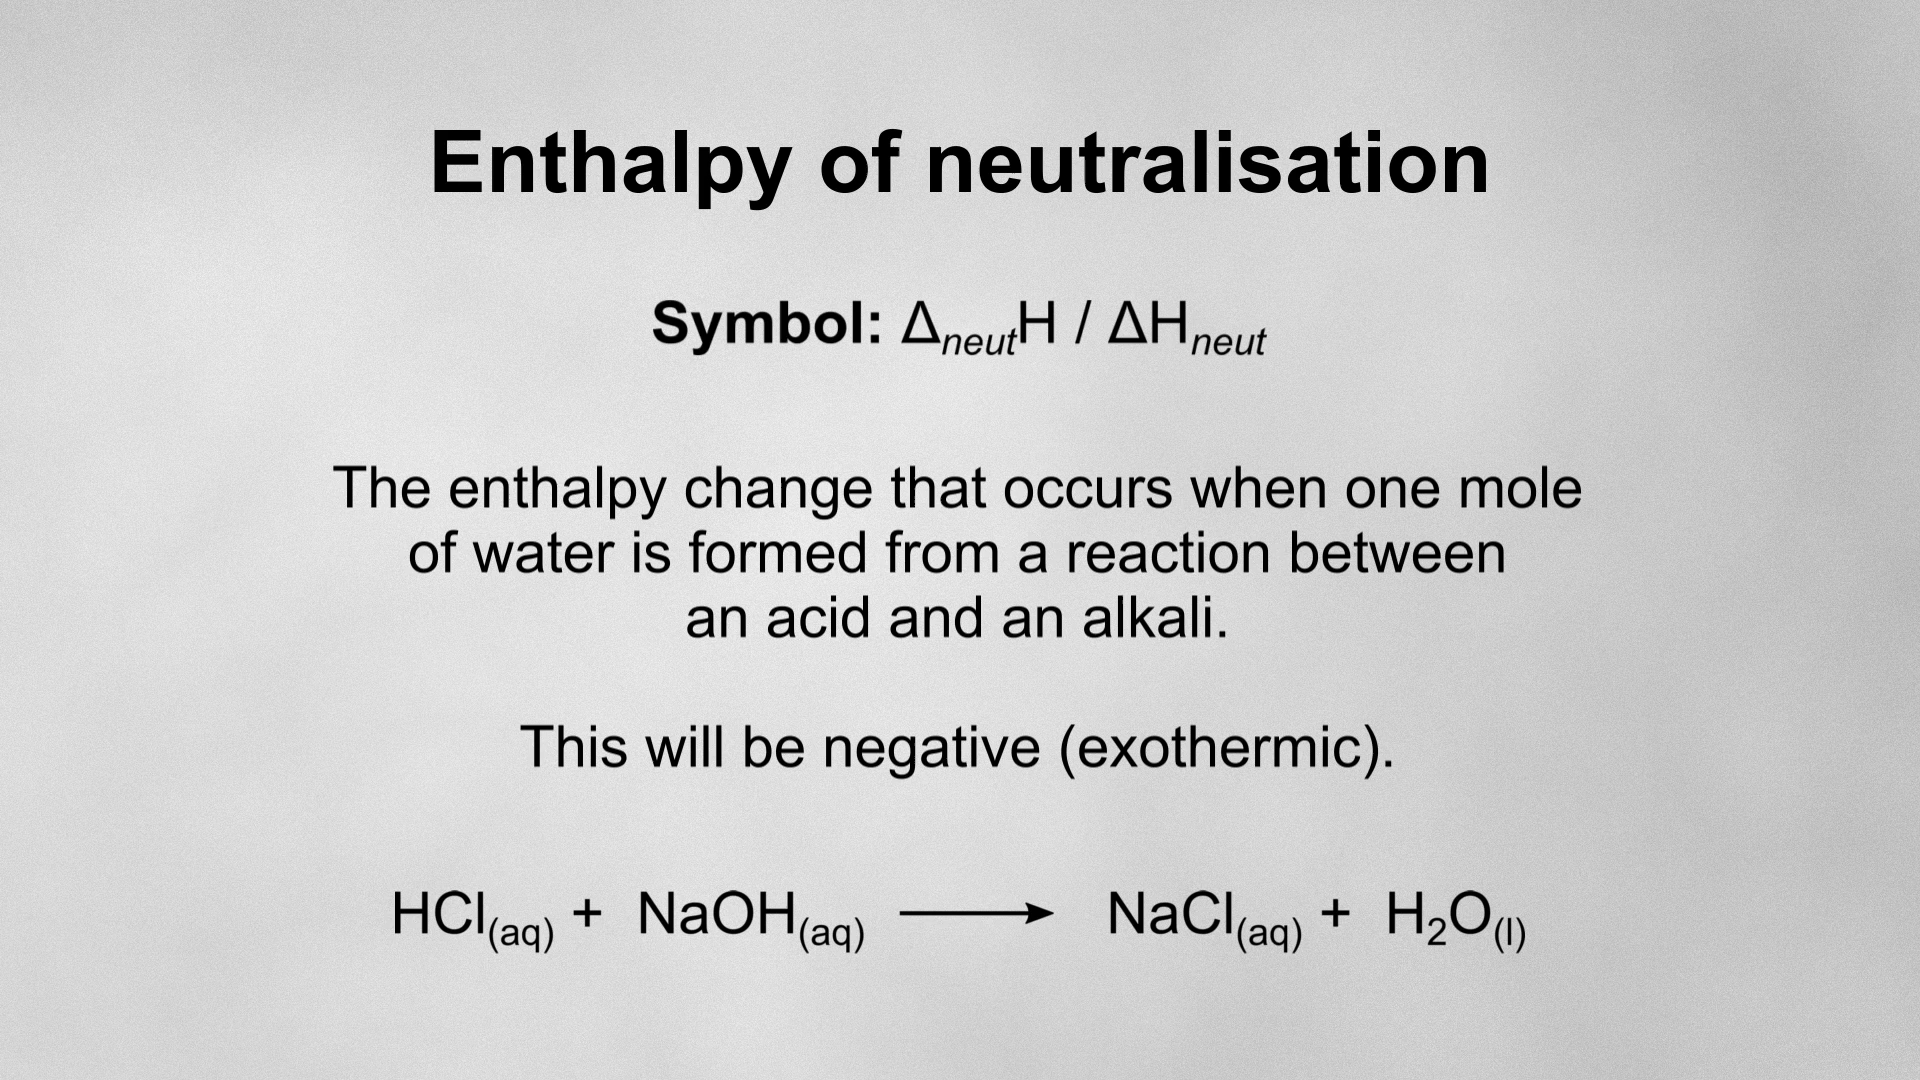 Enthalpy of neutralisation
Symbol: ΔneutH / ΔHneut
The enthalpy change that occurs when one mole
of water is formed from a reaction between
an acid and an alkali.
This will be negative (exothermic).
HCl(aq) + NaOH(aq) ⟶ NaCl(aq) + H₂O(l)